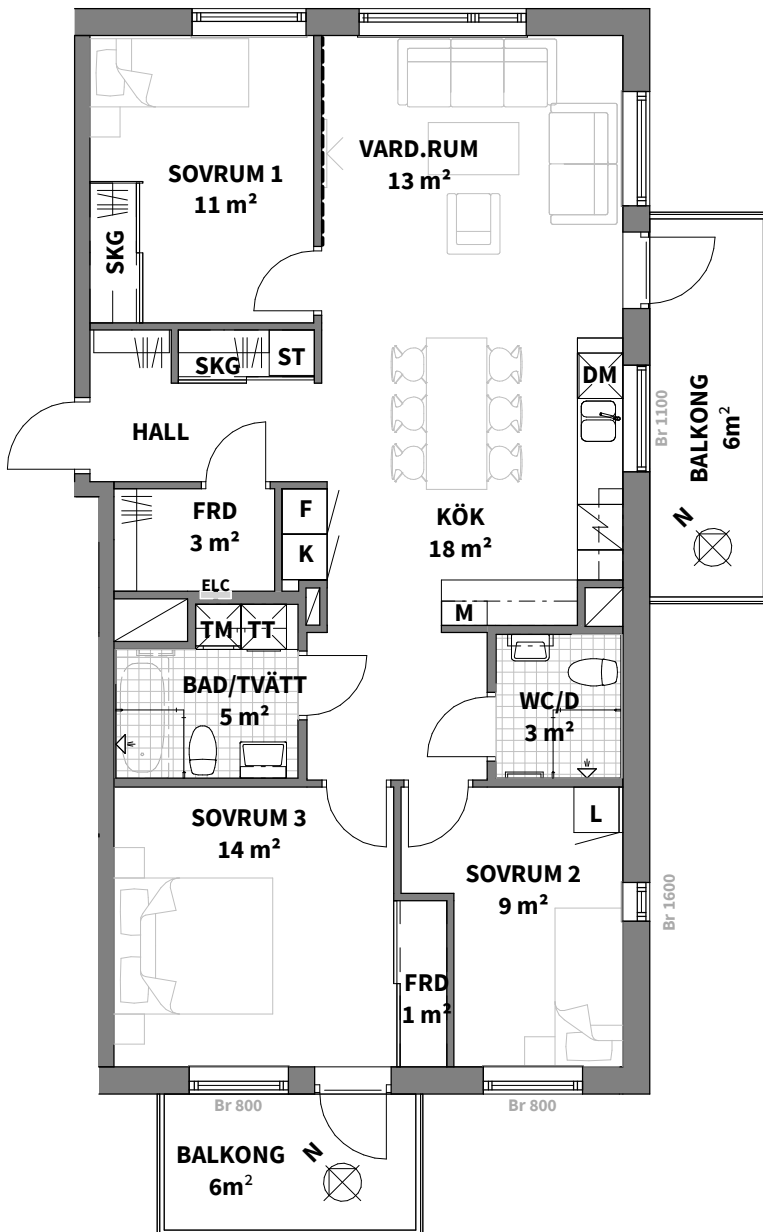 SOVRUM 1
11 m²
VARD.RUM
13 m²
SKG
SKG
ST
DM
HALL
Br 1100
BALKONG
6m²
N
FRD
3 m²
F
K
KÖK
18 m²
ELC
TM
TT
M
BAD/TVÄTT
5 m²
WC/D
3 m²
SOVRUM 3
14 m²
L
SOVRUM 2
9 m²
Br 1600
FRD
1 m²
Br 800
Br 800
BALKONG
6m²
N